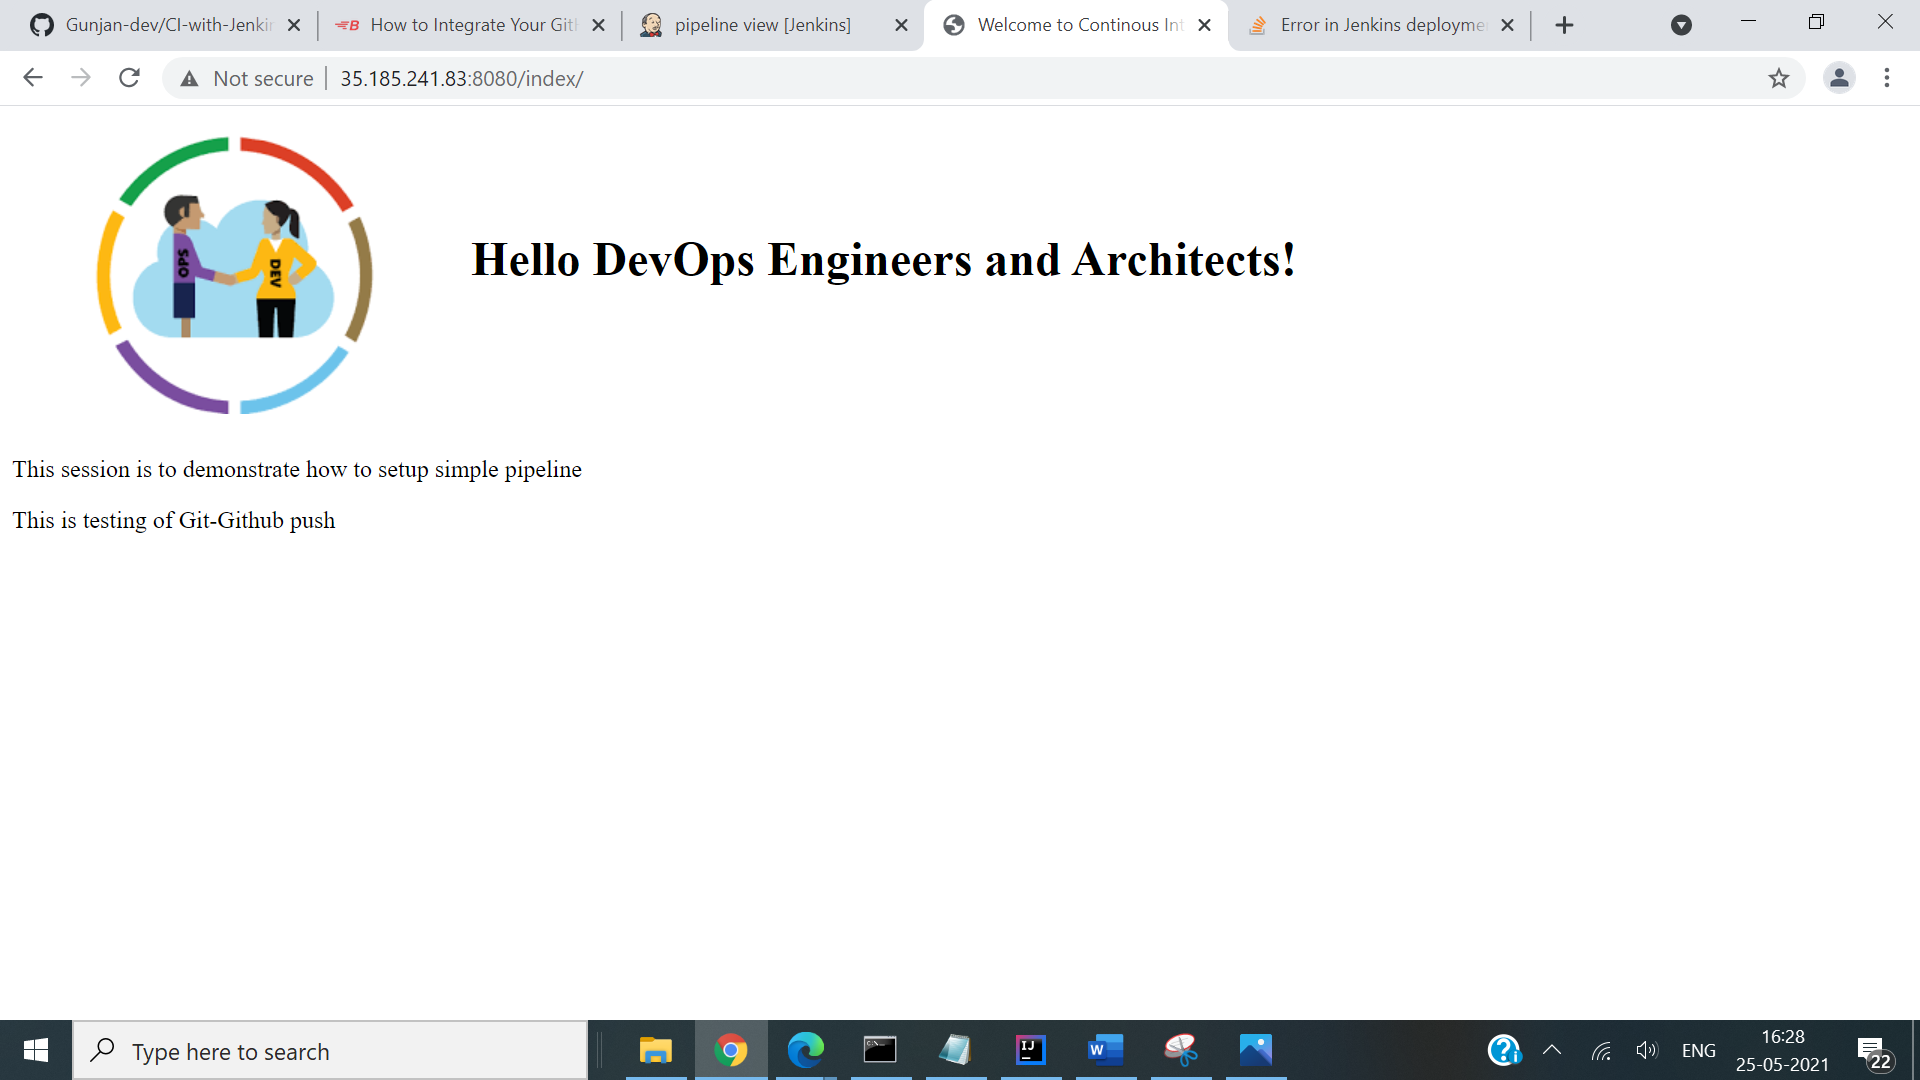 Gunjan-dev/CI-with-Jenkin
How to Integrate Your Git
pipeline view [Jenkins]
Welcome to Continous Int
Error in Jenkins deployme
Not secure
35.185.241.83:8080/index/
OPS
DEV
Hello DevOps Engineers and Architects!
This session is to demonstrate how to setup simple pipeline
This is testing of Git-Github push
Type here to search
ENG
16:28
25-05-2021
22